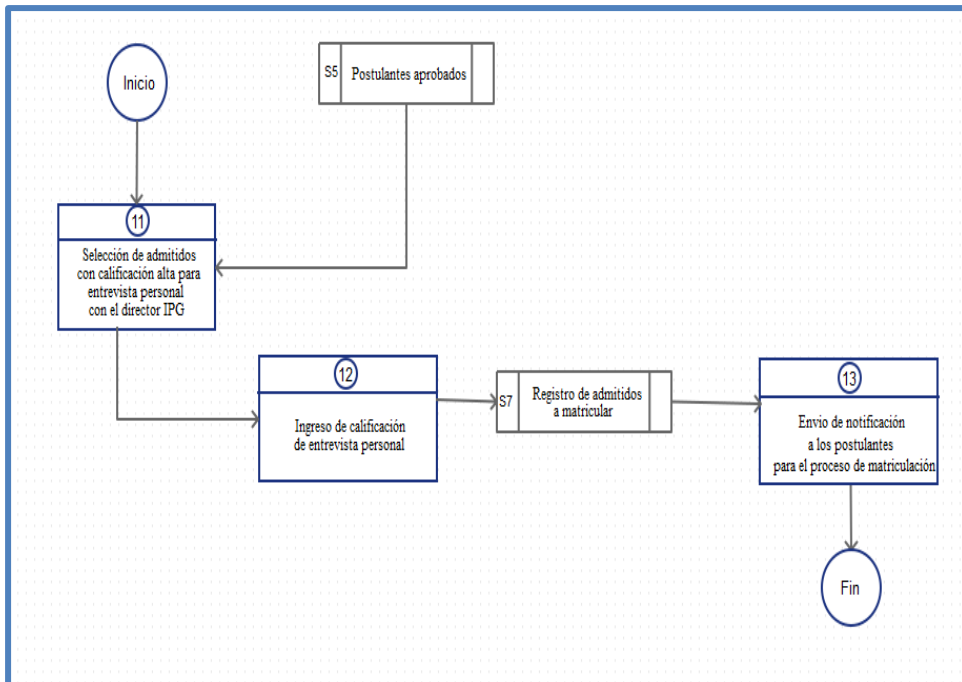 Inicio
S5
Postulantes aprobados
11
Selección de admitidos
con calificación alta para
entrevista personal
con el director IPG
12
Ingreso de calificación
de entrevista personal
S7
Registro de admitidos
a matricular
13
Envio de notificación
a los postulantes
para el proceso de matriculación
Fin